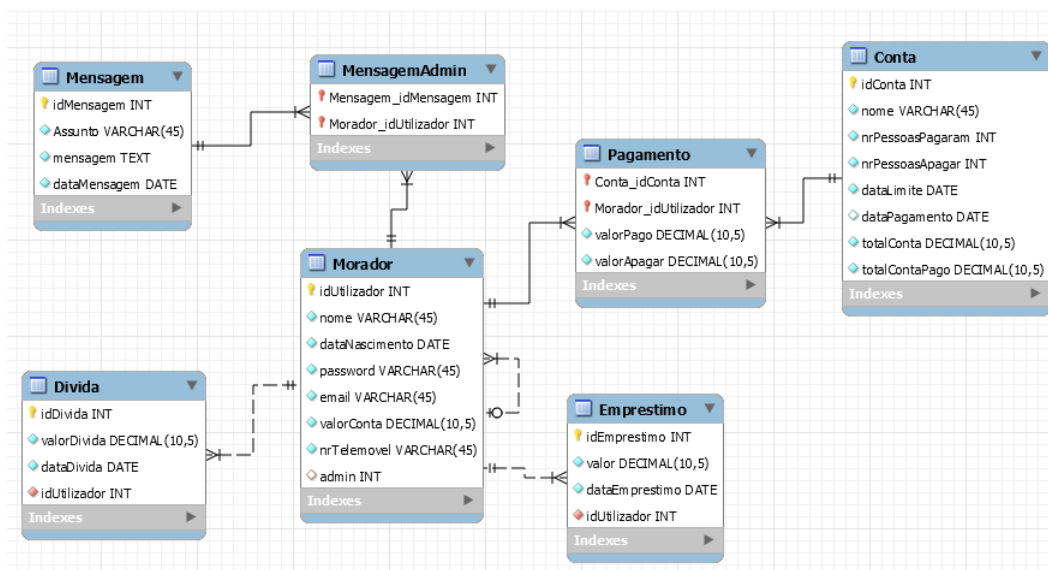 Mensagem
idMensagem INT
Assunto VARCHAR(45)
mensagem TEXT
dataMensagem DATE
Indexes
MensagemAdmin
Mensagem_idMensagem INT
Morador_idUtilizador INT
Indexes
Pagamento
Conta_idConta INT
Morador_idUtilizador INT
valorPago DECIMAL(10,5)
valorApagar DECIMAL(10,5)
Indexes
Conta
idConta INT
nome VARCHAR(45)
nrPessoasPagaram INT
nrPessoasApagar INT
dataLimite DATE
dataPagamento DATE
totalConta DECIMAL(10,5)
totalContaPago DECIMAL(10,5)
Indexes
Morador
idUtilizador INT
nome VARCHAR(45)
dataNascimento DATE
password VARCHAR(45)
email VARCHAR(45)
valorConta DECIMAL(10,5)
nrTelemovel VARCHAR(45)
admin INT
Indexes
Divida
idDivida INT
valorDivida DECIMAL(10,5)
dataDivida DATE
idUtilizador INT
Indexes
Emprestimo
idEmprestimo INT
valor DECIMAL(10,5)
dataEmprestimo DATE
idUtilizador INT
Indexes